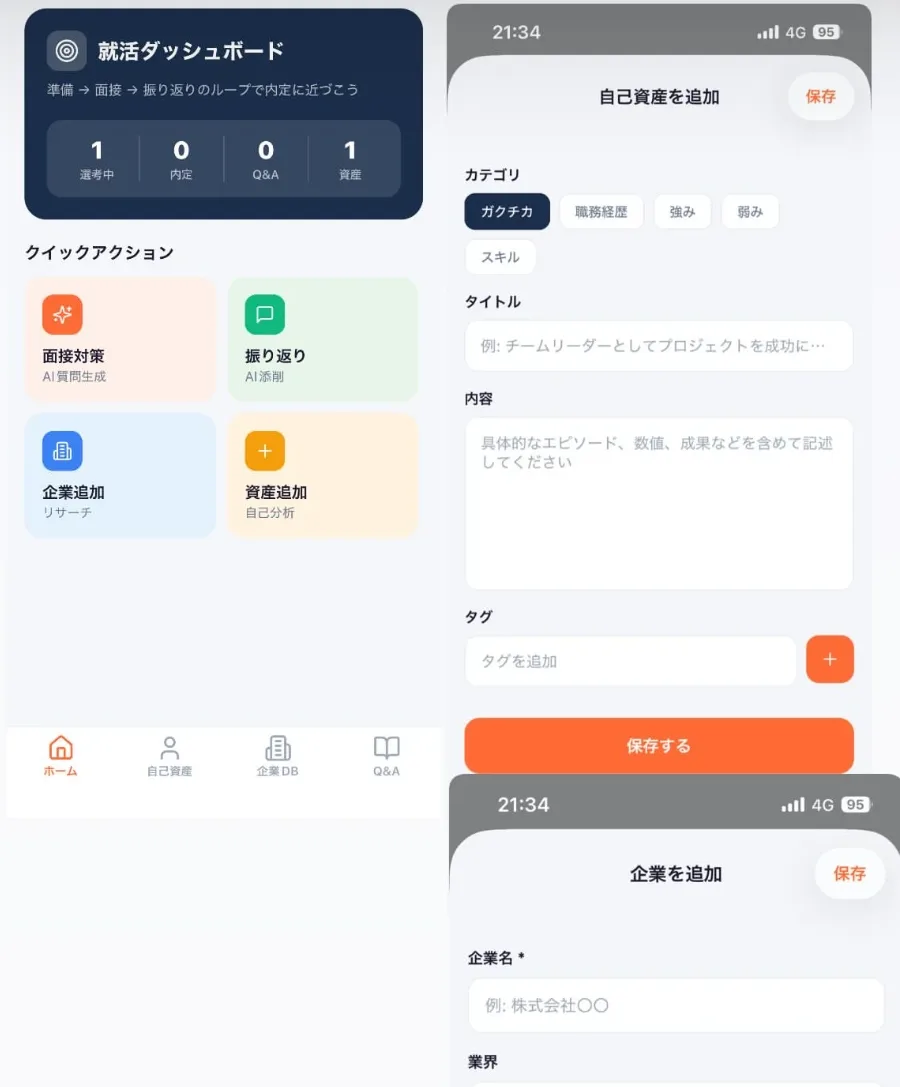 就活ダッシュボード
準備 → 面接 → 振り返りのループで内定に近づこう
1
選考中
0
内定
0
Q&A
1
資産
クイックアクション
面接対策
AI質問生成
振り返り
AI添削
企業追加
リサーチ
資産追加
自己分析
ホーム
自己資産
企業DB
Q&A
21:34
4G
95
自己資産を追加
保存
カテゴリ
ガクチカ
職務経歴
強み
弱み
スキル
タイトル
例: チームリーダーとしてプロジェクトを成功に…
内容
具体的なエピソード、数値、成果などを含めて記述
してください
タグ
タグを追加
+
保存する
21:34
4G
95
企業を追加
保存
企業名 *
例: 株式会社〇〇
業界